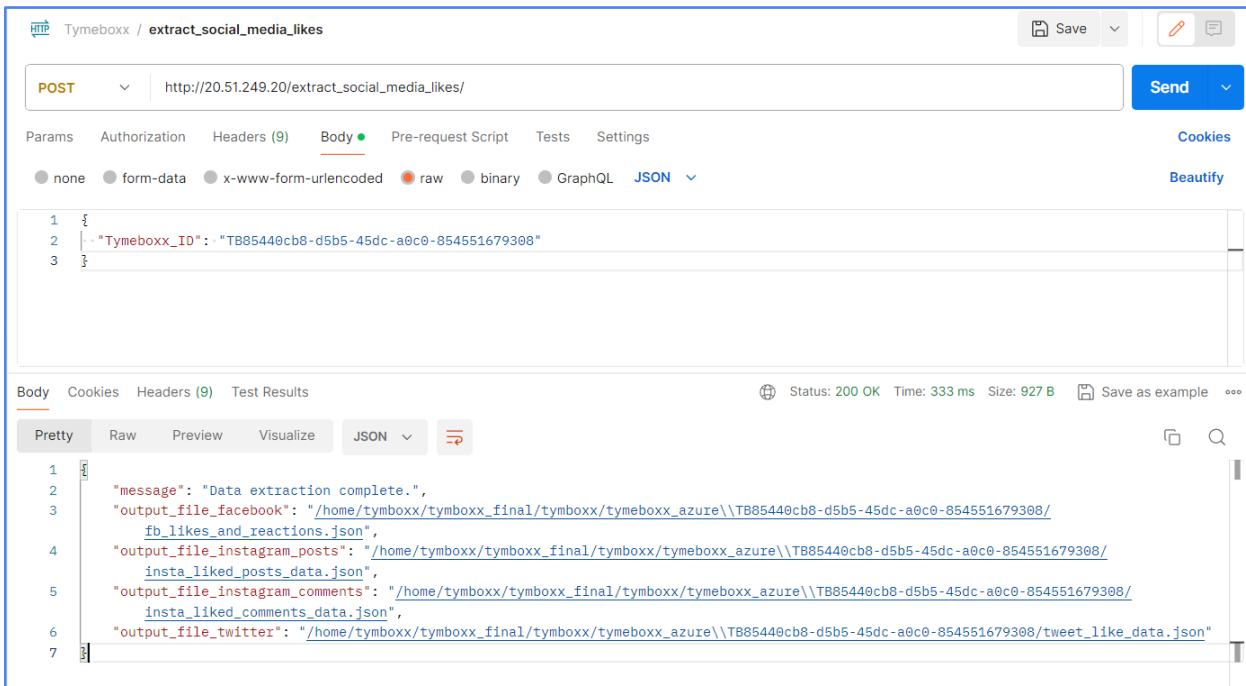 HTTP Tymeboxx / extract_social_media_likes Save
POST http://20.51.249.20/extract_social_media_likes/ Send
Params Authorization Headers (9) Body Pre-request Script Tests Settings Cookies
none form-data x-www-form-urlencoded raw binary GraphQL JSON Beautify
1 {
2 "Tymeboxx_ID": "TB85440cb8-d5b5-45dc-a0c0-854551679308"
3 }
Body Cookies Headers (9) Test Results Status: 200 OK Time: 333 ms Size: 927 B Save as example
Pretty Raw Preview Visualize JSON
1 {
2 "message": "Data extraction complete.",
3 "output_file_facebook": "/home/tymboxx/tymboxx_final/tymboxx/tymeboxx_azure\\TB85440cb8-d5b5-45dc-a0c0-854551679308/
fb_likes_and_reactions.json",
4 "output_file_instagram_posts": "/home/tymboxx/tymboxx_final/tymboxx/tymeboxx_azure\\TB85440cb8-d5b5-45dc-a0c0-854551679308/
insta_liked_posts_data.json",
5 "output_file_instagram_comments": "/home/tymboxx/tymboxx_final/tymboxx/tymeboxx_azure\\TB85440cb8-d5b5-45dc-a0c0-854551679308/
insta_liked_comments_data.json",
6 "output_file_twitter": "/home/tymboxx/tymboxx_final/tymboxx/tymeboxx_azure\\TB85440cb8-d5b5-45dc-a0c0-854551679308/tweet_like_data.json"
7 }